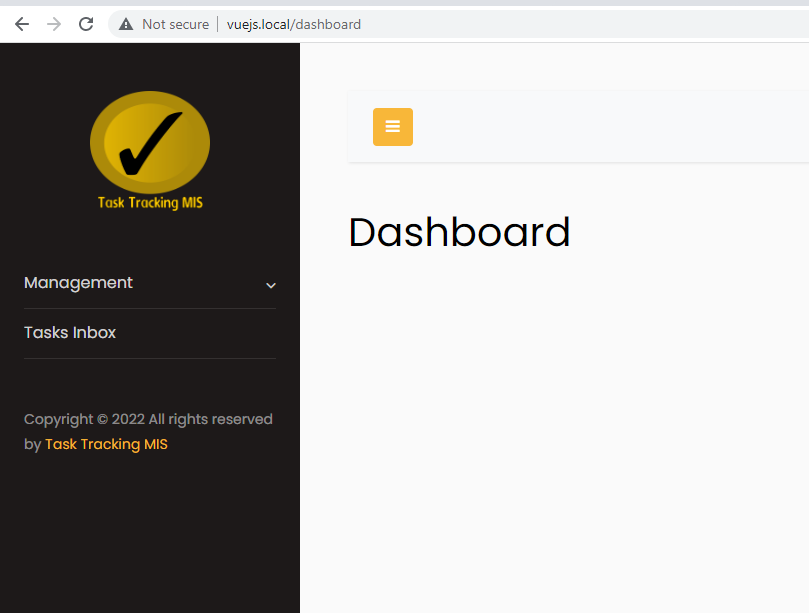 Not secure | vuejs.local/dashboard
Task Tracking MIS
Management
Tasks Inbox
Copyright © 2022 All rights reserved
by Task Tracking MIS
Dashboard